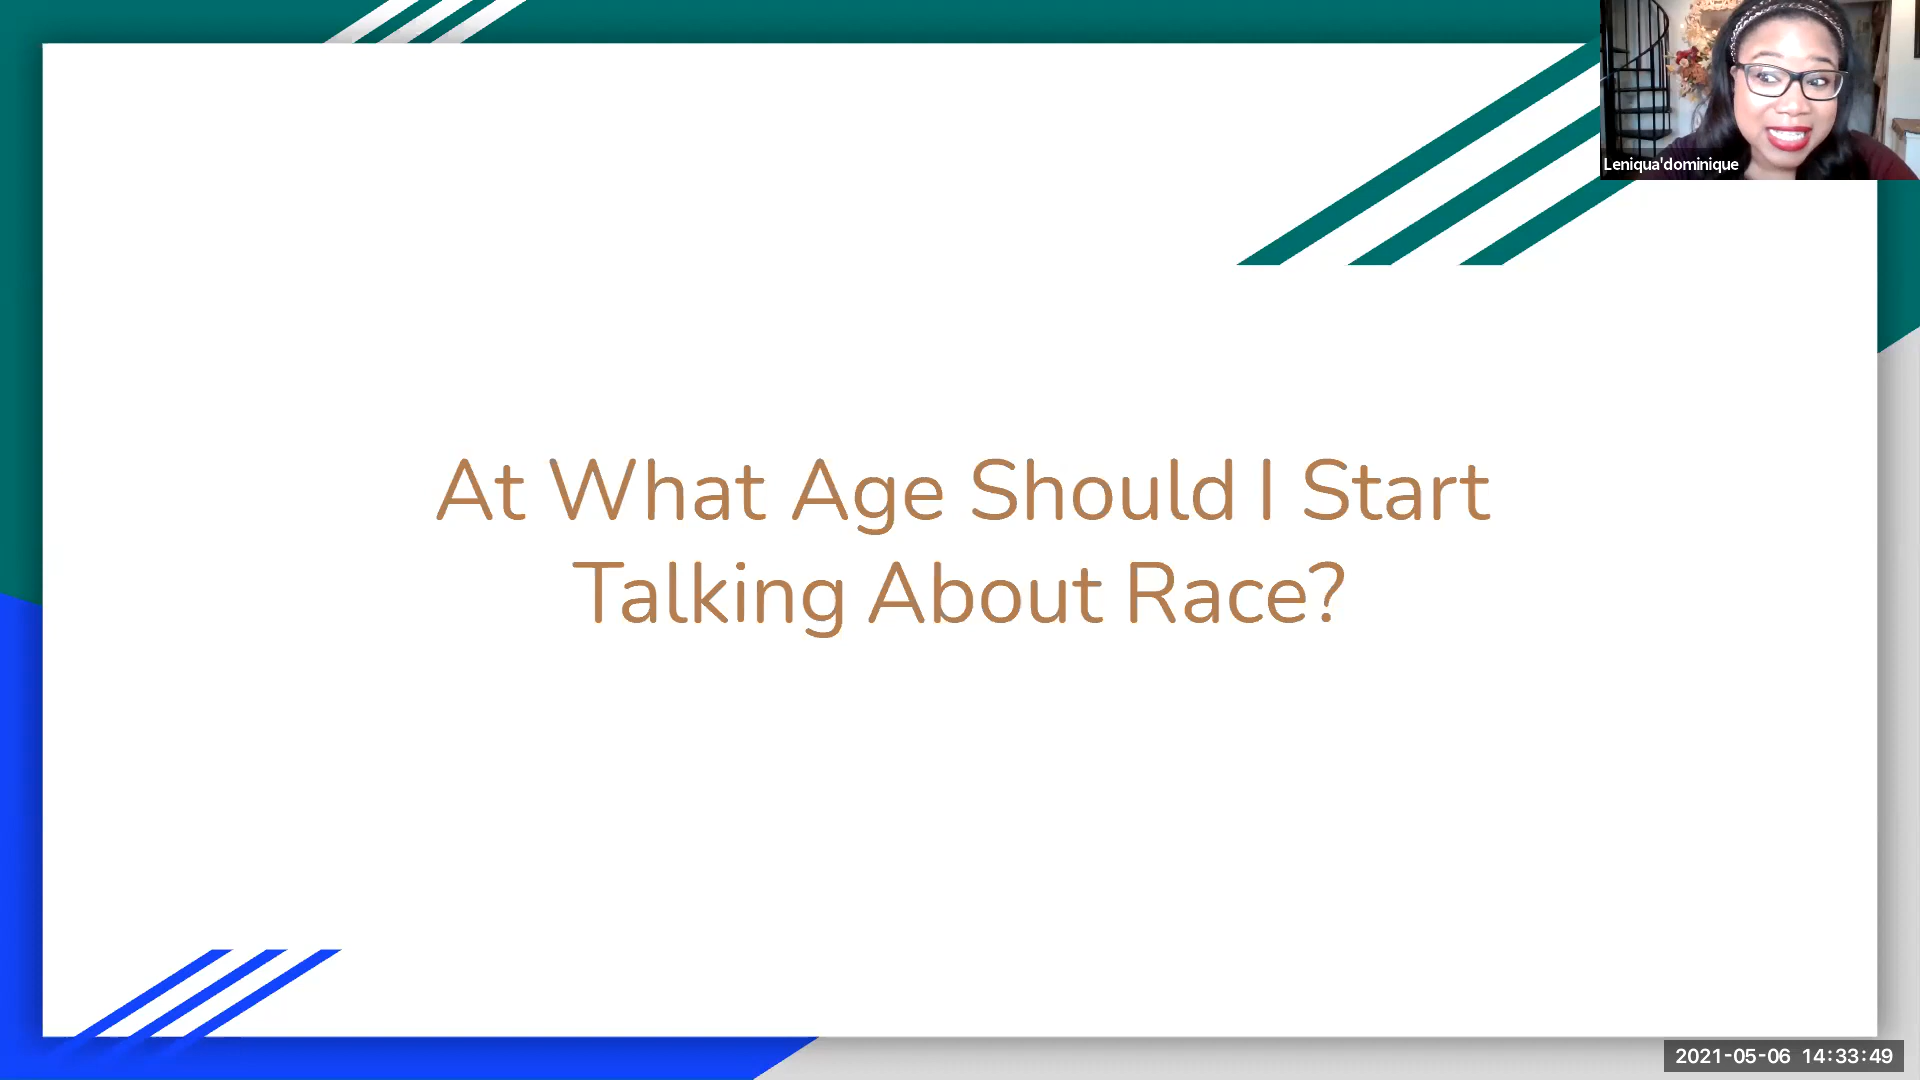 Leniqua'dominique
At What Age Should I Start
Talking About Race?
2021-05-06 14:33:49